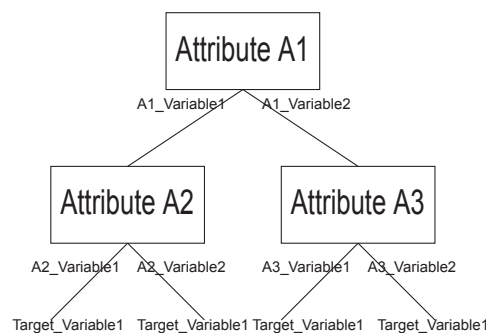 Attribute A1
A1_Variable1 A1_Variable2
Attribute A2 Attribute A3
A2_Variable1 A2_Variable2 A3_Variable1 A3_Variable2
Target_Variable1 Target_Variable1 Target_Variable1 Target_Variable1